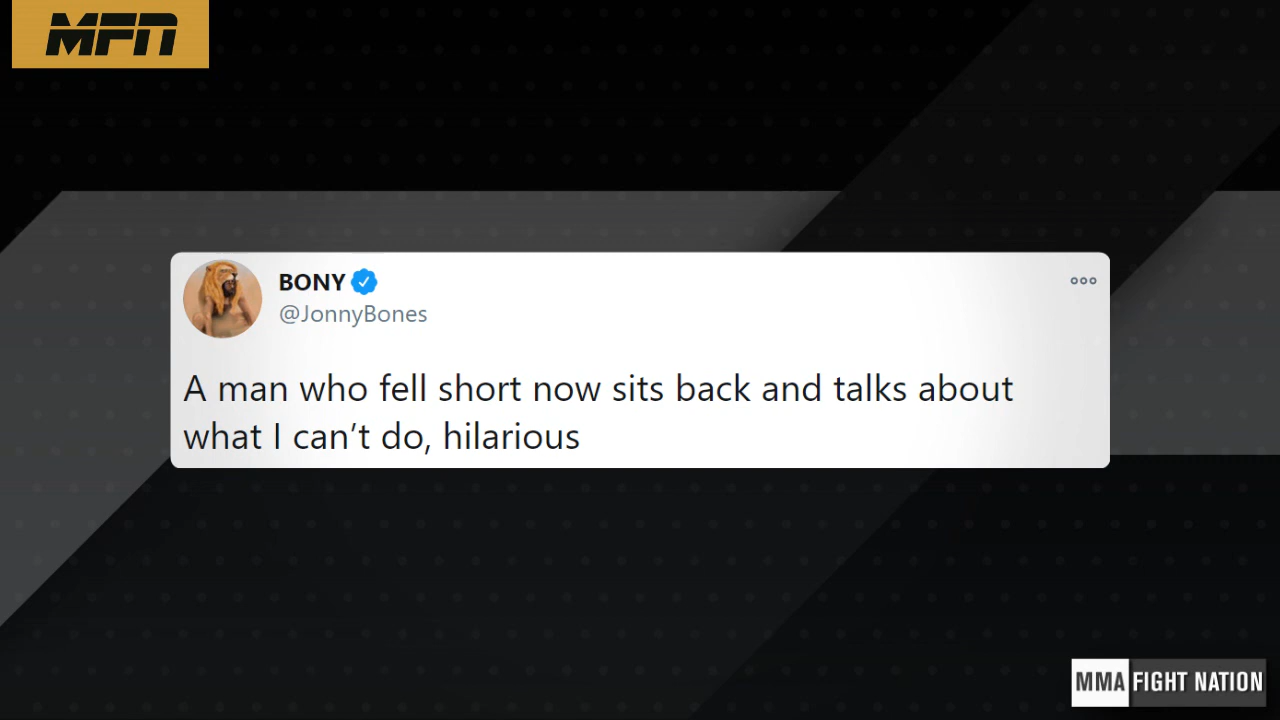 MFN
BONY
@JonnyBones
A man who fell short now sits back and talks about
what I can’t do, hilarious
MMA FIGHT NATION